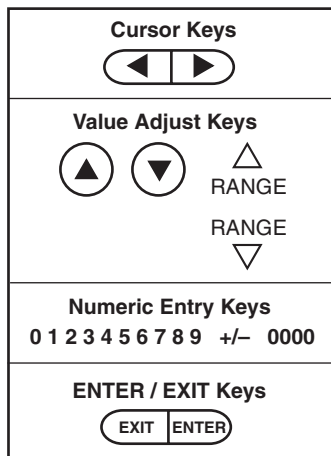 Cursor Keys
Value Adjust Keys
RANGE
RANGE
Numeric Entry Keys
0 1 2 3 4 5 6 7 8 9 +/– 0000
ENTER / EXIT Keys
EXIT ENTER